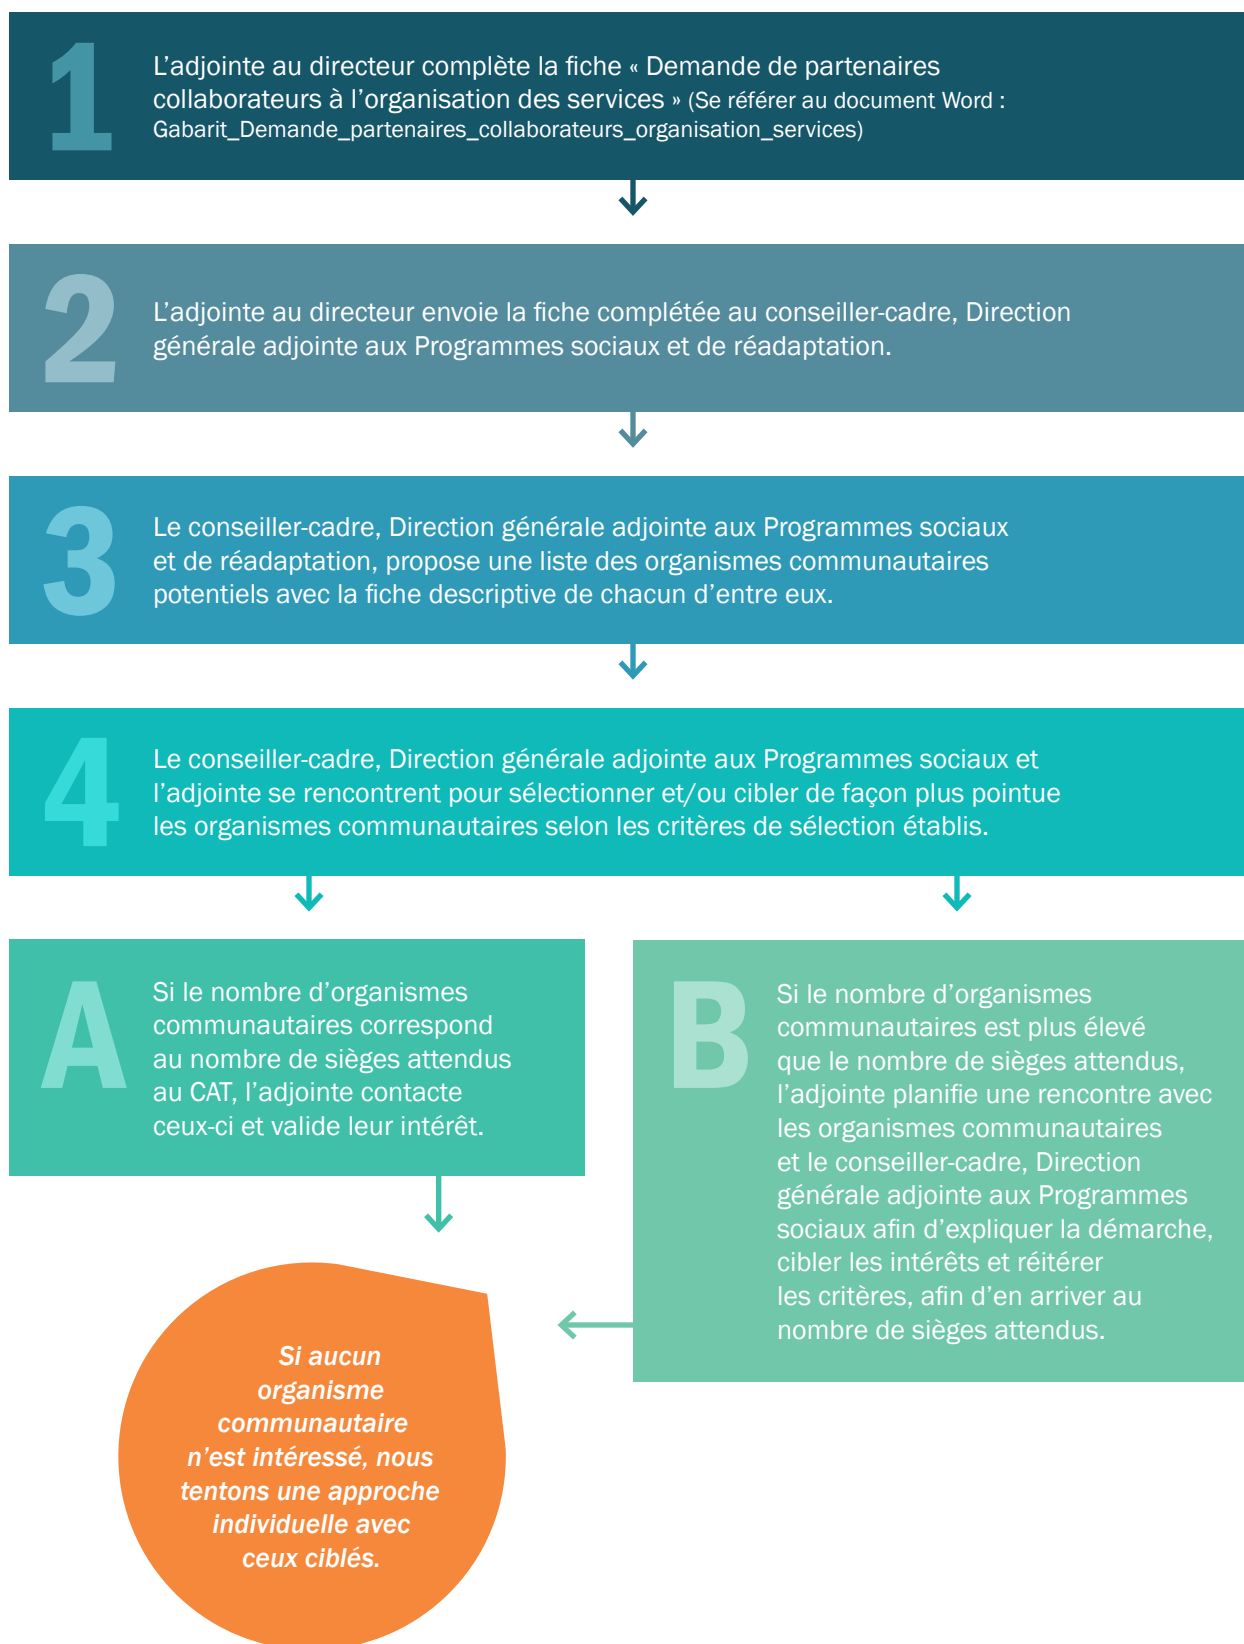 1
L'adjointe au directeur complète la fiche « Demande de partenaires
collaborateurs à l'organisation des services » (Se référer au document Word :
Gabarit_Demande_partenaires_collaborateurs_organisation_services)
2
L'adjointe au directeur envoie la fiche complétée au conseiller-cadre, Direction
générale adjointe aux Programmes sociaux et de réadaptation.
3
Le conseiller-cadre, Direction générale adjointe aux Programmes sociaux
et de réadaptation, propose une liste des organismes communautaires
potentiels avec la fiche descriptive de chacun d'entre eux.
4
Le conseiller-cadre, Direction générale adjointe aux Programmes sociaux et
l'adjointe se rencontrent pour sélectionner et/ou cibler de façon plus pointue
les organismes communautaires selon les critères de sélection établis.
A
Si le nombre d'organismes
communautaires correspond
au nombre de sièges attendus
au CAT, l'adjointe contacte
ceux-ci et valide leur intérêt.
B
Si le nombre d'organismes
communautaires est plus élevé
que le nombre de sièges attendus,
l'adjointe planifie une rencontre avec
les organismes communautaires
et le conseiller-cadre, Direction
générale adjointe aux Programmes
sociaux afin d'expliquer la démarche,
cibler les intérêts et réitérer
les critères, afin d'en arriver au
nombre de sièges attendus.
Si aucun
organisme
communautaire
n'est intéressé, nous
tentons une approche
individuelle avec
ceux ciblés.